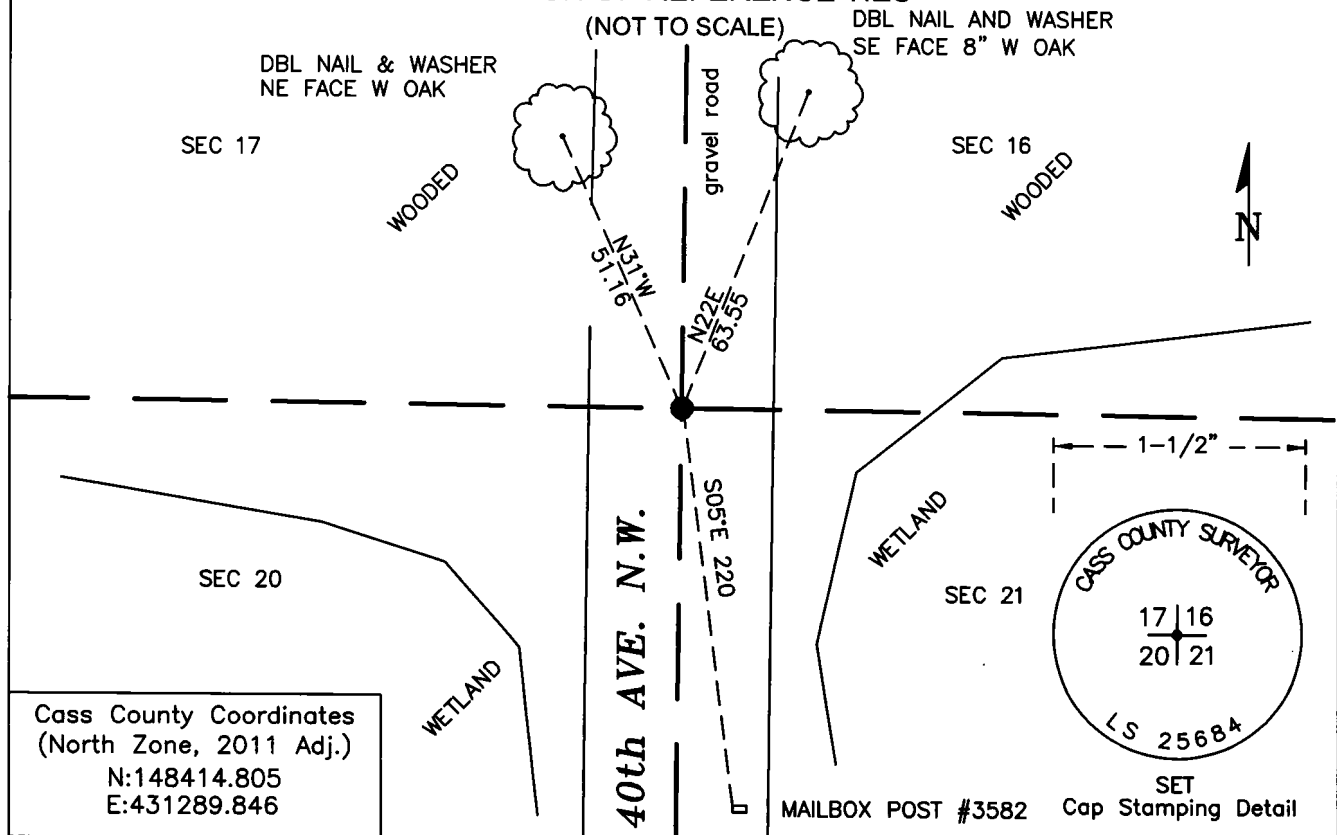 (NOT TO SCALE)
DBL NAIL & WASHER
NE FACE W OAK
DBL NAIL AND WASHER
SE FACE 8" W OAK
SEC 17
WOODED
gravel road
SEC 16
WOODED
N
N31°W
51.16
N22E
63.55
S05°E 220
40th AVE. N.W.
SEC 20
WETLAND
WETLAND
SEC 21
1-1/2"
CASS COUNTY SURVEYOR
17 16
20 21
LS 25684
SET
Cap Stamping Detail
MAILBOX POST #3582
Cass County Coordinates
(North Zone, 2011 Adj.)
N:148414.805
E:431289.846